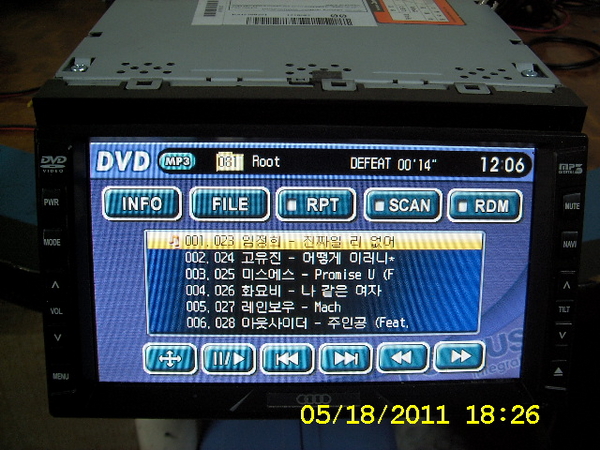 DVD MP3 081 Root DEFEAT 00'14" 12:06
DVD VIDEO
PWR
MODE
VOL
MENU
MP3
MUTE
NAVI
TILT
INFO FILE RPT SCAN RDM
001. 023 임정희 - 진짜일 리 없어
002. 024 고유진 - 어떻게 이러니*
003. 025 미스에스 - Promise U (F
004. 026 화요비 - 나 같은 여자
005. 027 레인보우 - Mach
006. 028 아웃사이더 - 주인공 (Feat.
05/18/2011 18:26